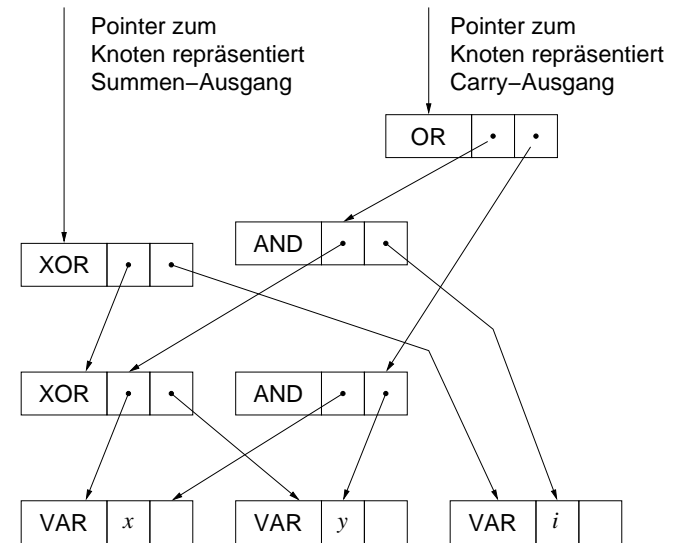 Pointer zum
Knoten repräsentiert
Summen−Ausgang
Pointer zum
Knoten repräsentiert
Carry−Ausgang
OR
AND
XOR
XOR
AND
VAR x
VAR y
VAR i